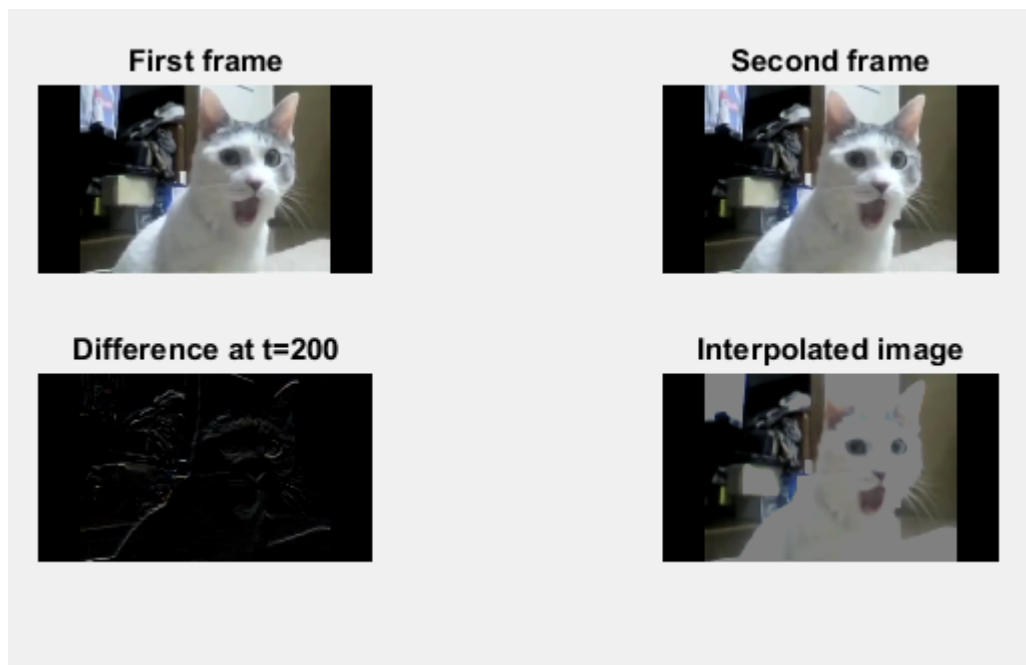 First frame
Second frame
Difference at t=200
Interpolated image